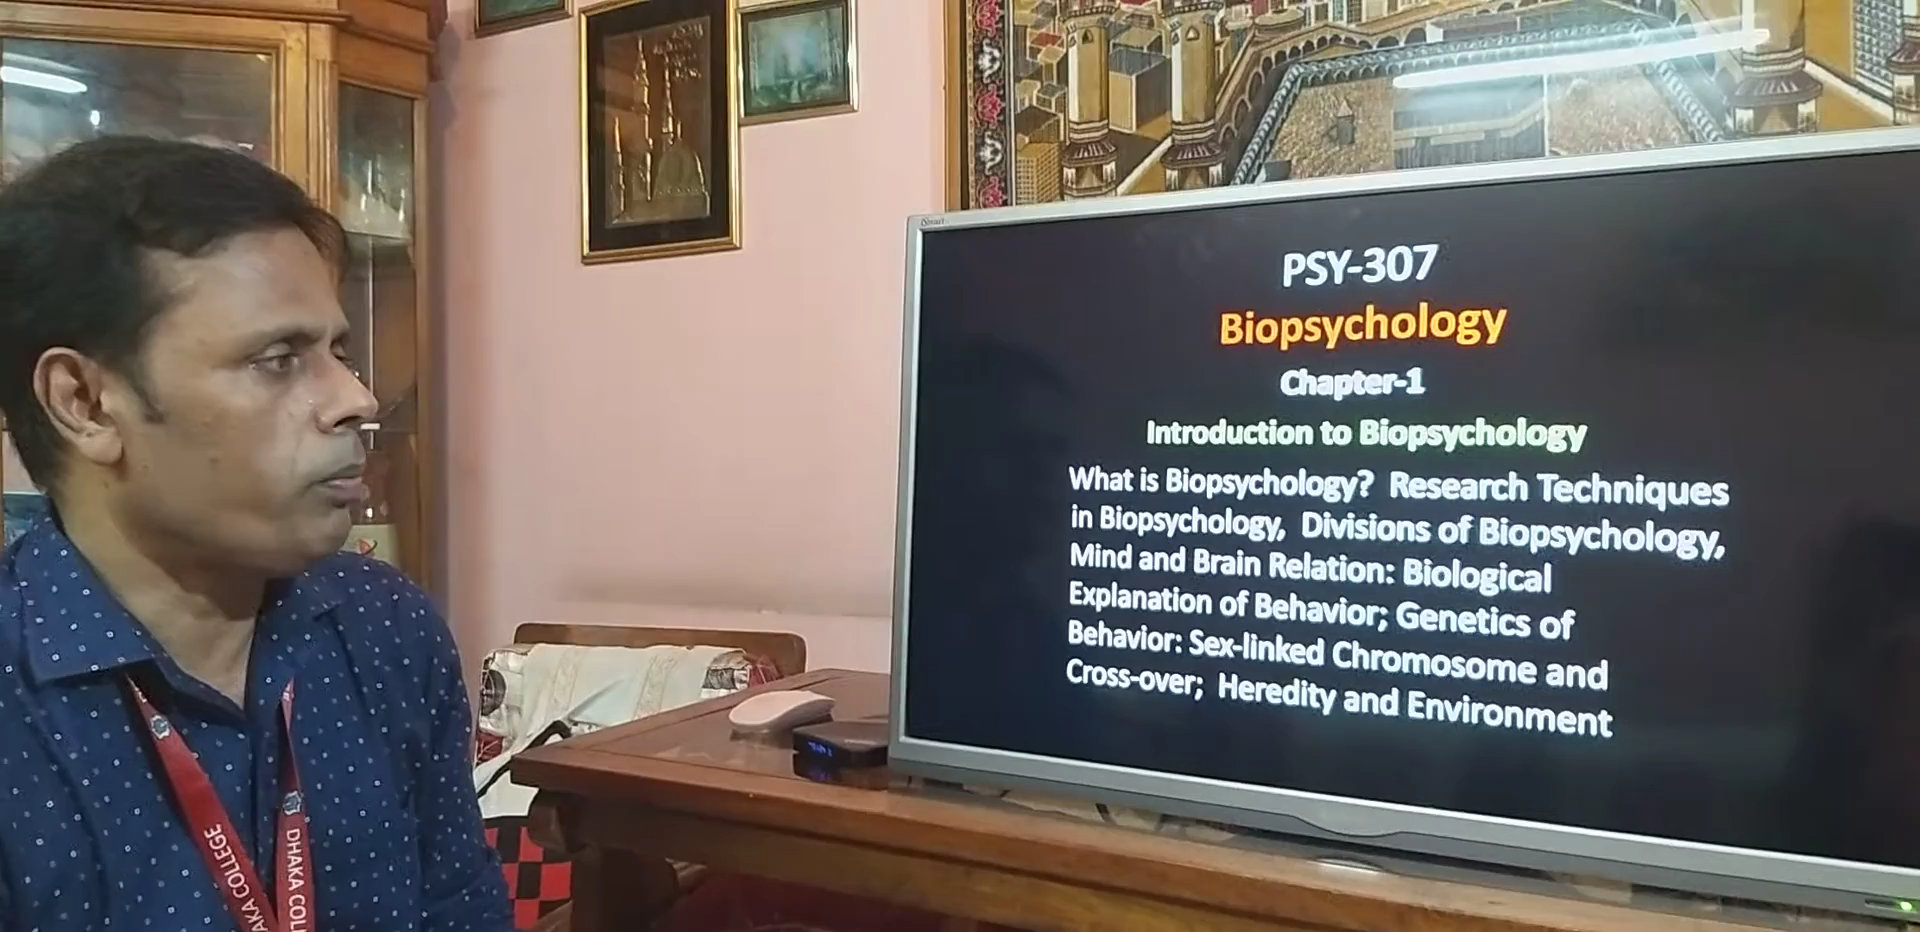 PSY-307
Biopsychology
Chapter-1
Introduction to Biopsychology
What is Biopsychology? Research Techniques
in Biopsychology, Divisions of Biopsychology,
Mind and Brain Relation: Biological
Explanation of Behavior; Genetics of
Behavior: Sex-linked Chromosome and
Cross-over; Heredity and Environment
AKA COLLEGE
DHAKA COL